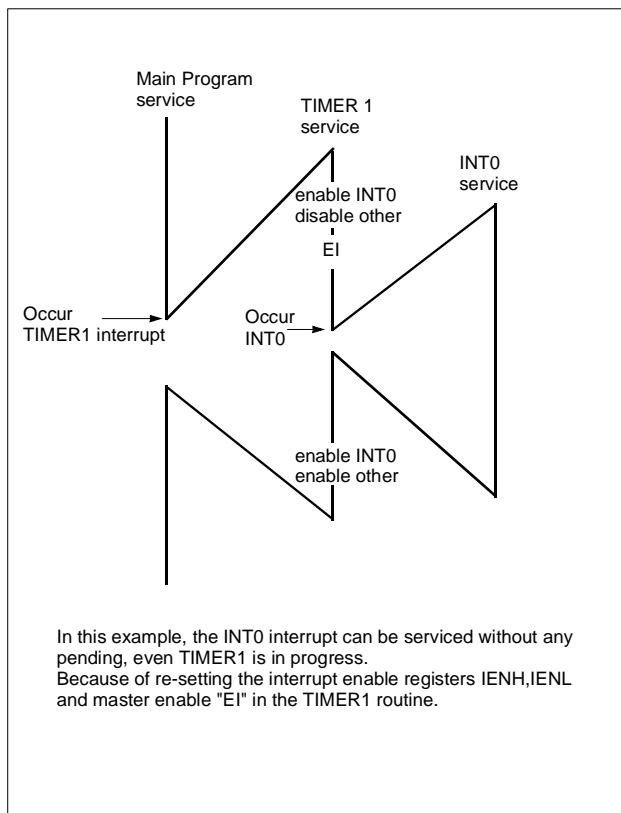 Main Program
service
TIMER 1
service
INT0
service
enable INT0
disable other
EI
Occur
TIMER1 interrupt
Occur
INT0
enable INT0
enable other
In this example, the INT0 interrupt can be serviced without any
pending, even TIMER1 is in progress.
Because of re-setting the interrupt enable registers IENH,IENL
and master enable "EI" in the TIMER1 routine.